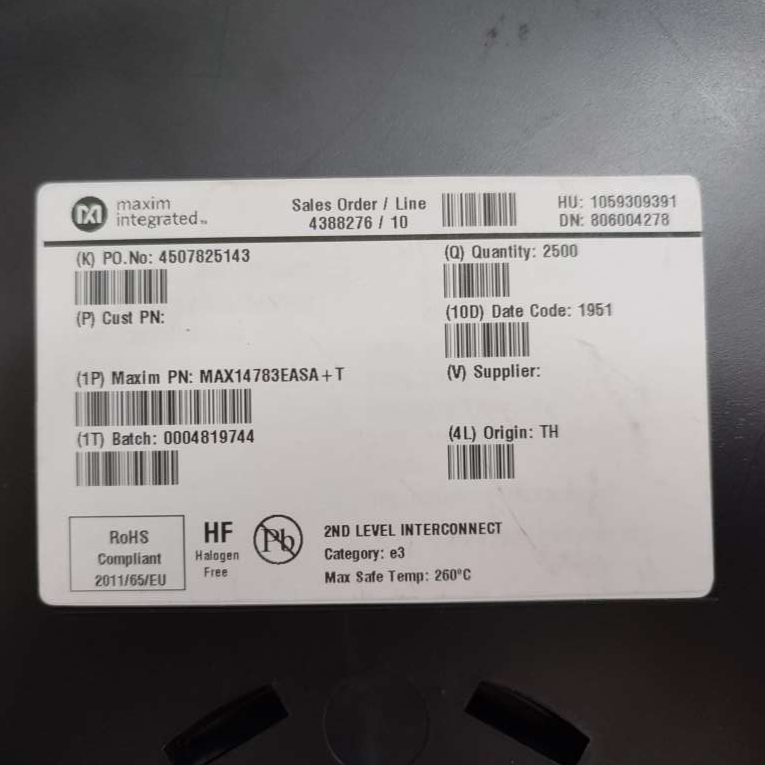 maxim
integrated™
Sales Order / Line
4388276 / 10
HU: 1059309391
DN: 806004278
(K) PO.No: 4507825143
(Q) Quantity: 2500
(P) Cust PN:
(10D) Date Code: 1951
(1P) Maxim PN: MAX14783EASA+T
(V) Supplier:
(1T) Batch: 0004819744
(4L) Origin: TH
RoHS
Compliant
2011/65/EU
HF
Halogen
Free
Pb
2ND LEVEL INTERCONNECT
Category: e3
Max Safe Temp: 260°C